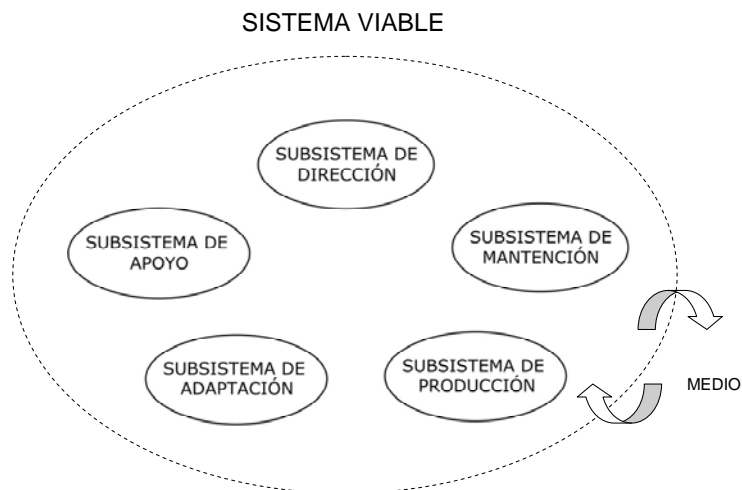 SISTEMA VIABLE
SUBSISTEMA DE
DIRECCIÓN
SUBSISTEMA DE
APOYO
SUBSISTEMA DE
MANTENCIÓN
SUBSISTEMA DE
ADAPTACIÓN
SUBSISTEMA DE
PRODUCCIÓN
MEDIO